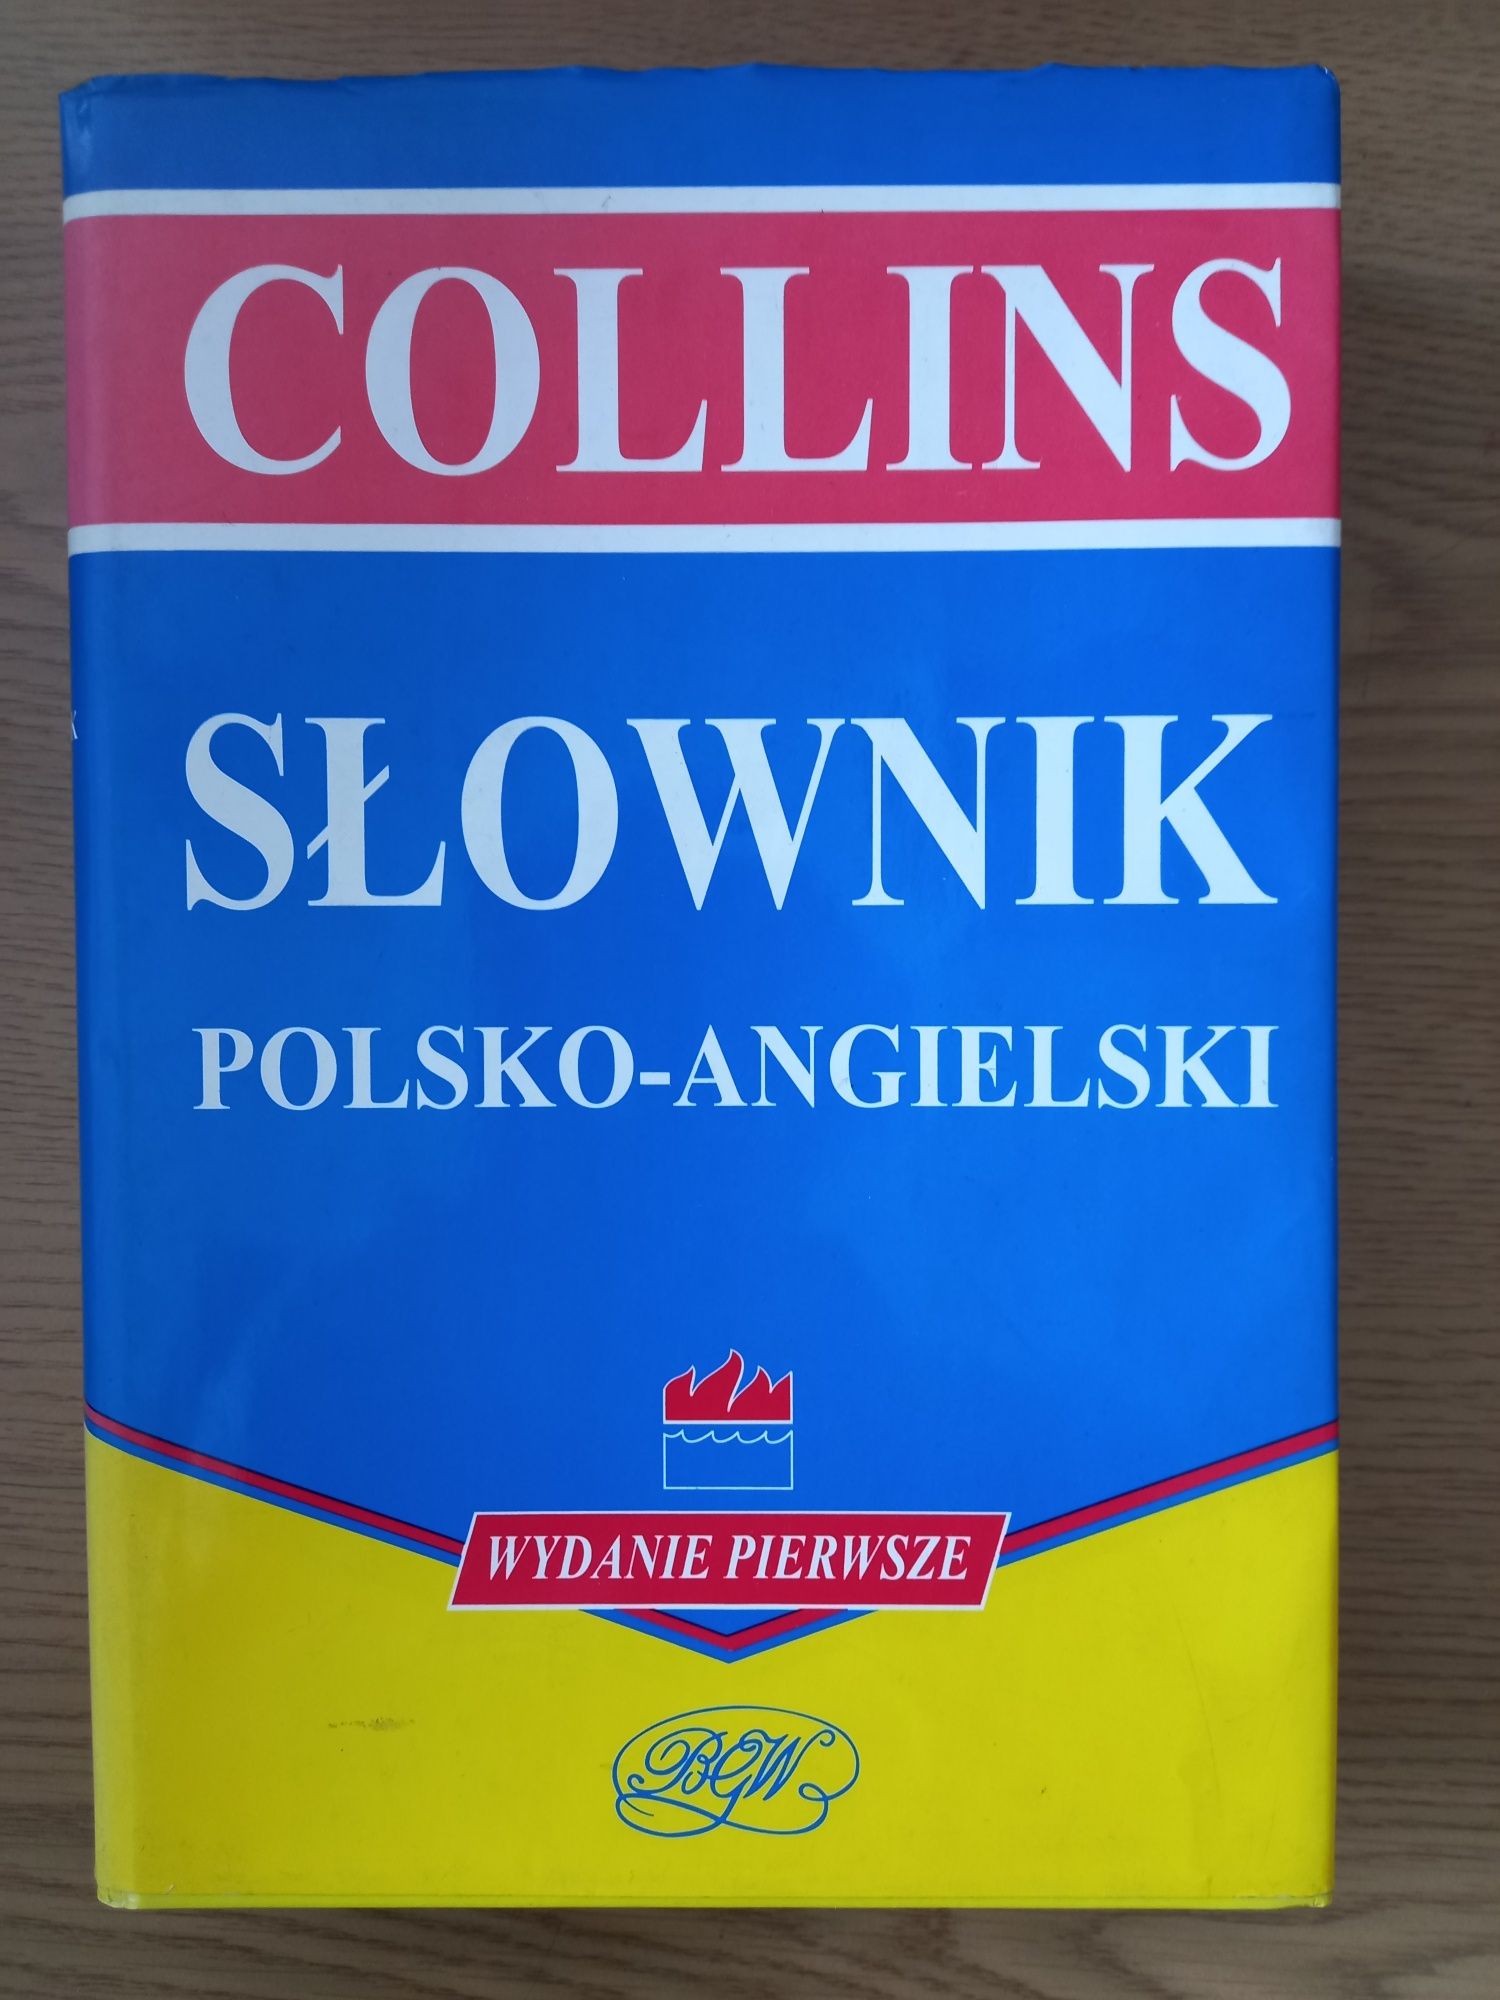 COLLINS
SŁOWNIK
POLSKO-ANGIELSKI
WYDANIE PIERWSZE
BGW
K